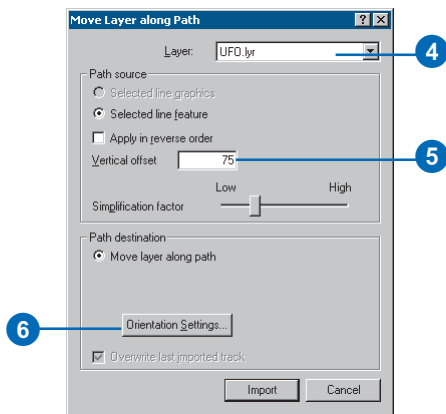 Move Layer along Path
Layer: UFO.lyr
4
Path source
Selected line graphics
Selected line feature
Apply in reverse order
Vertical offset 75
5
Low High
Simplification factor
Path destination
Move layer along path
6
Orientation Settings...
Overwrite last imported track
Import Cancel